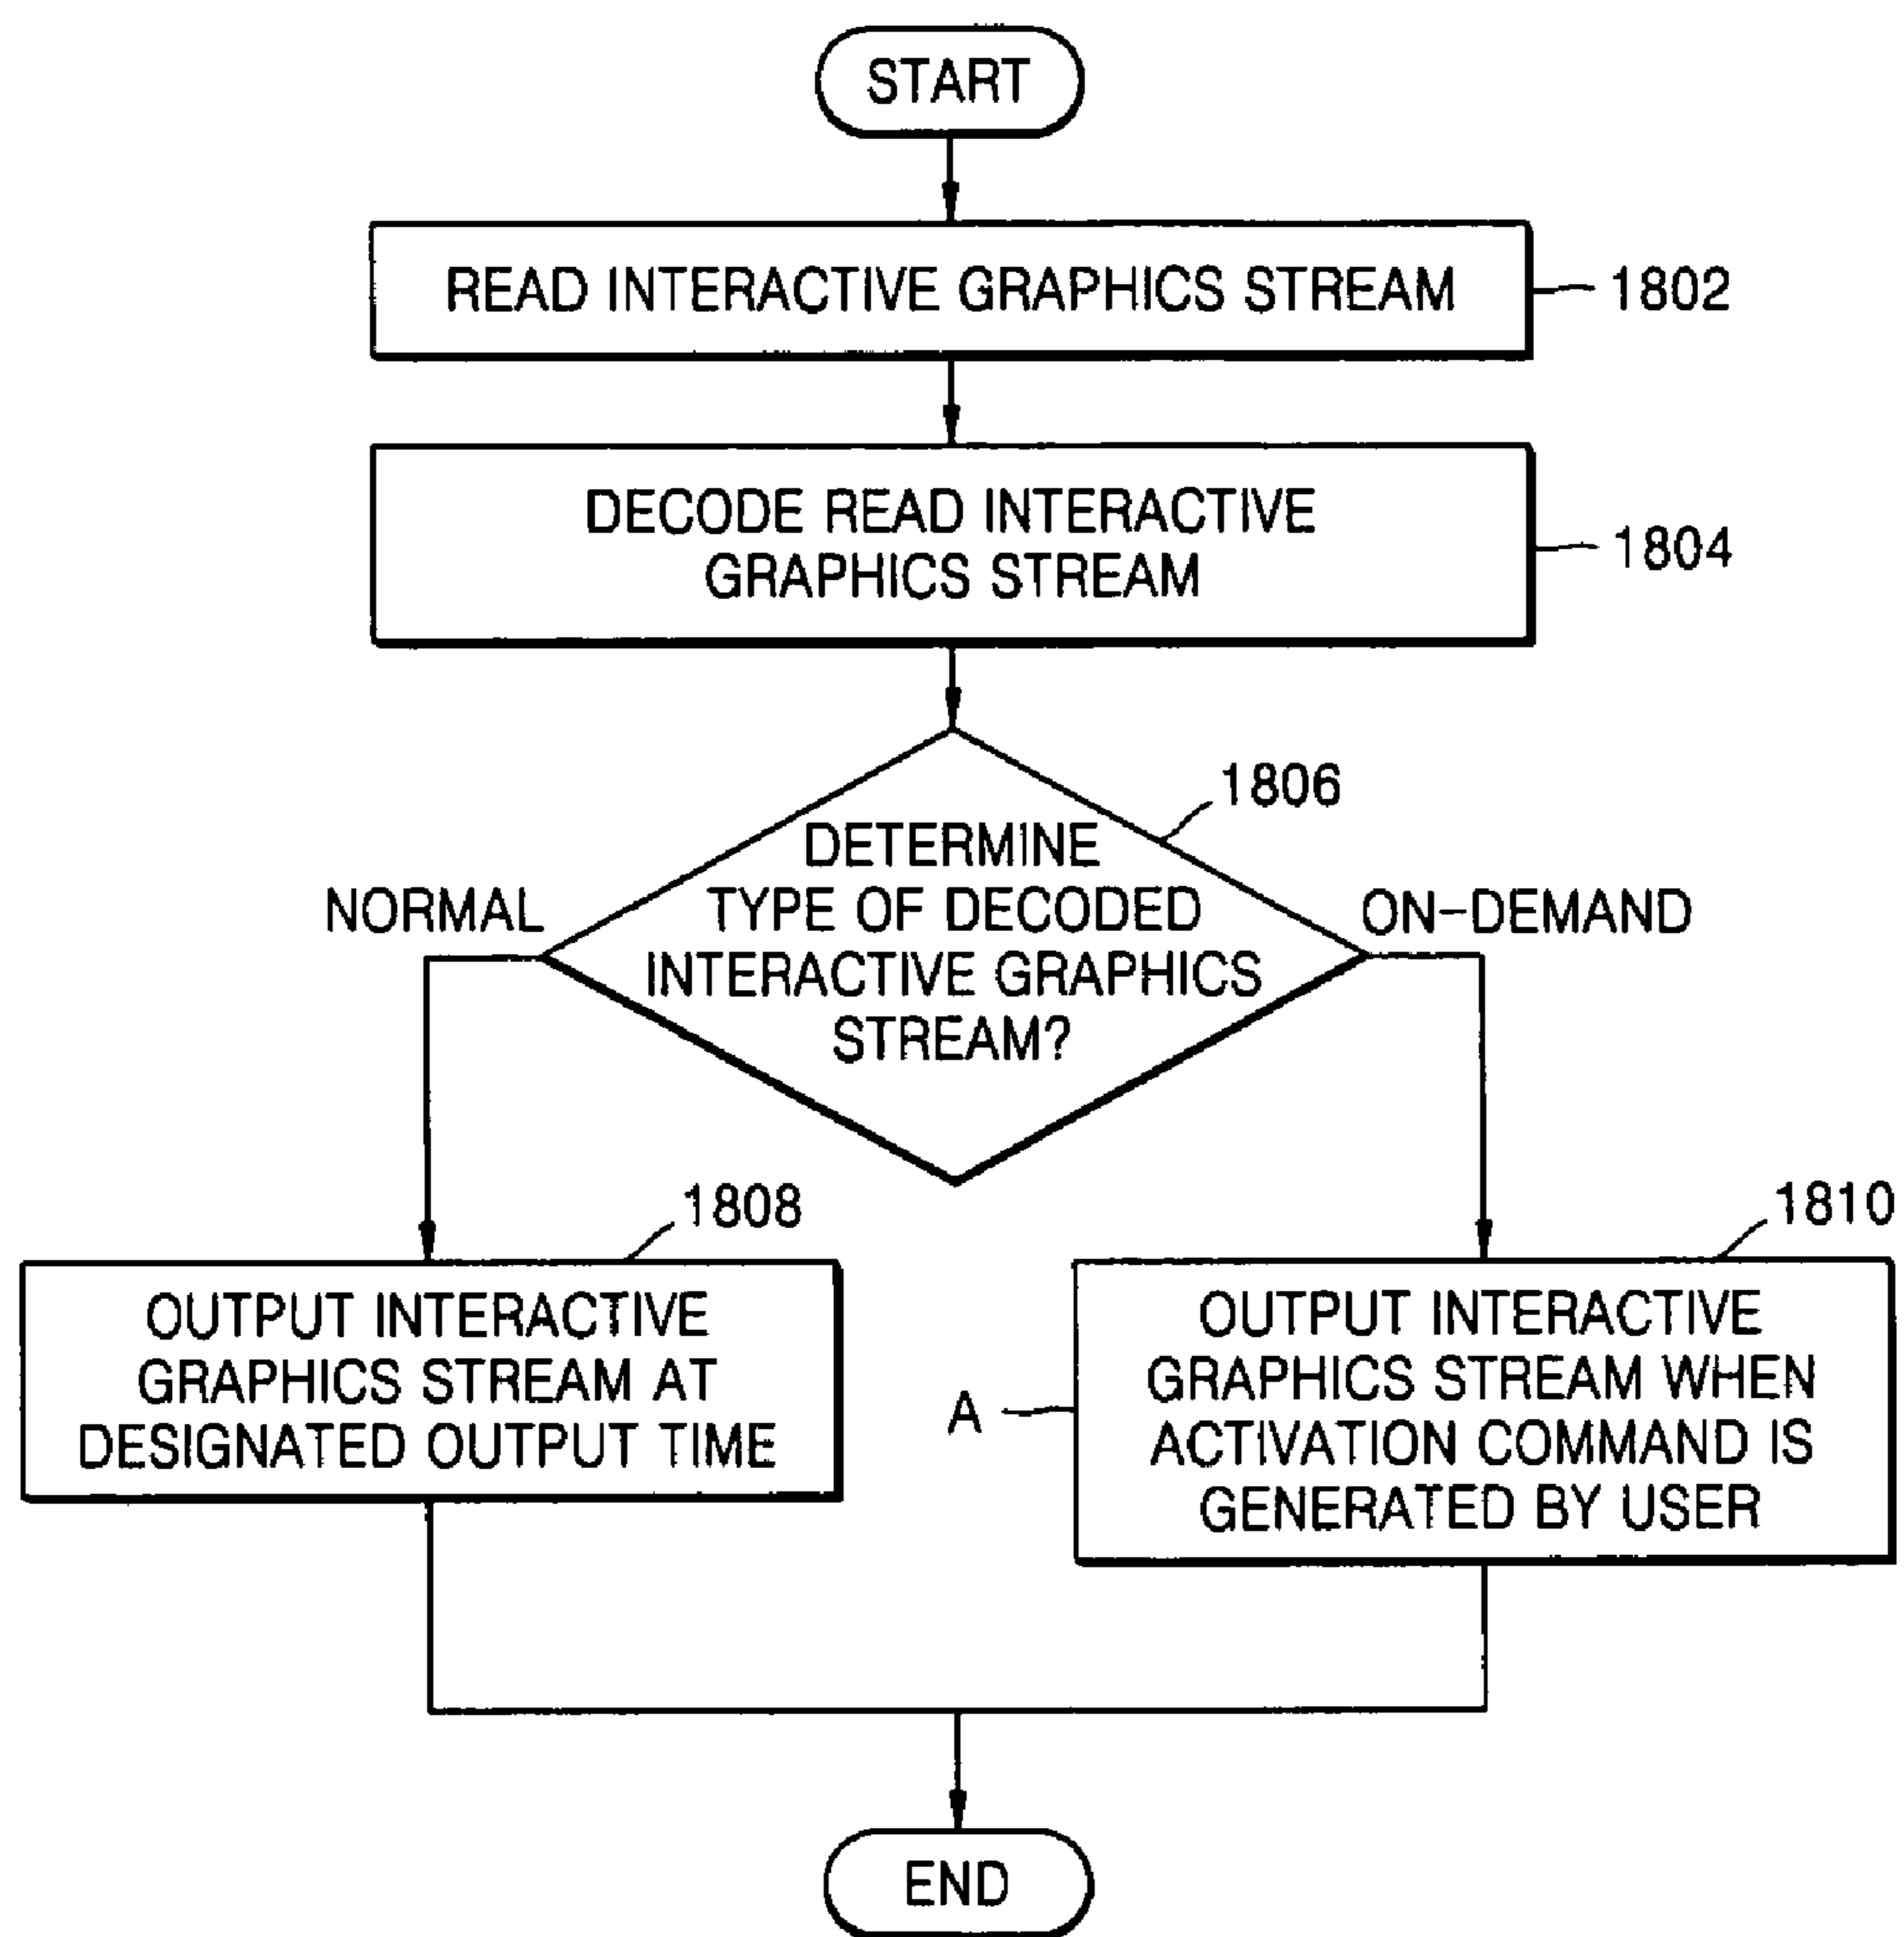 START
READ INTERACTIVE GRAPHICS STREAM
1802
DECODE READ INTERACTIVE
GRAPHICS STREAM
1804
1806
DETERMINE
TYPE OF DECODED
INTERACTIVE GRAPHICS
STREAM?
NORMAL
ON-DEMAND
1808
OUTPUT INTERACTIVE
GRAPHICS STREAM AT
DESIGNATED OUTPUT TIME
1810
A
OUTPUT INTERACTIVE
GRAPHICS STREAM WHEN
ACTIVATION COMMAND IS
GENERATED BY USER
END